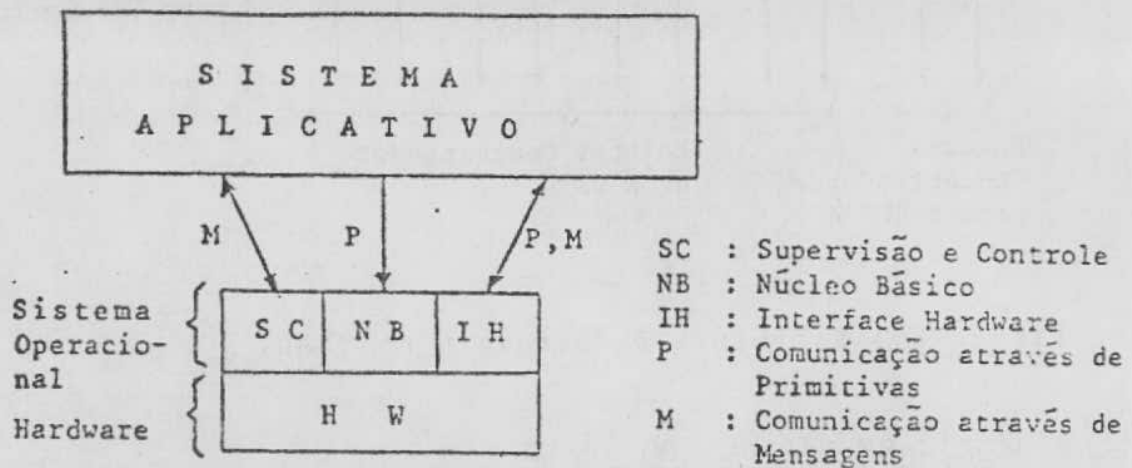 S I S T E M A
A P L I C A T I V O
M
P
P,M
Sistema
Operacio-
nal
Hardware
S C
N B
I H
H W
SC : Supervisão e Controle
NB : Núcleo Básico
IH : Interface Hardware
P : Comunicação através de
Primitivas
M : Comunicação através de
Mensagens